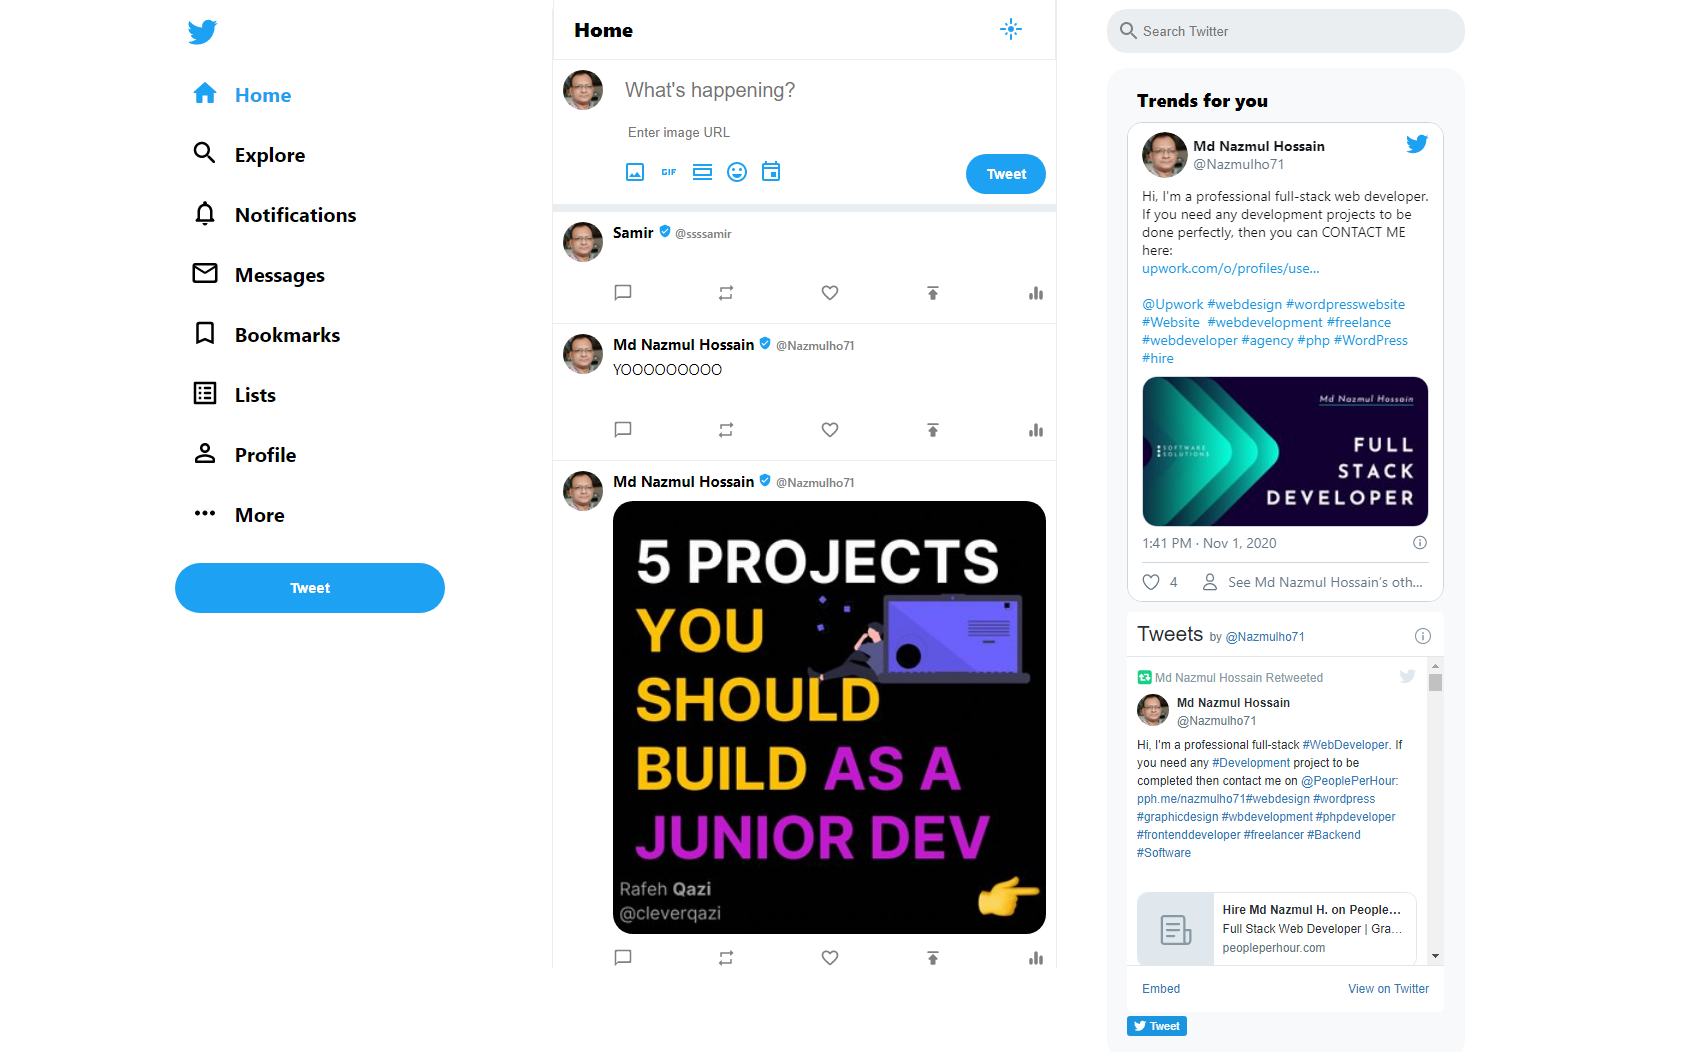 Home
Explore
Notifications
Messages
Bookmarks
Lists
Profile
More
Tweet
Home
What's happening?
Enter image URL
GIF
Tweet
Samir @ssssamir
Md Nazmul Hossain @Nazmulho71
YOOOOOOOOO
Md Nazmul Hossain @Nazmulho71
5 PROJECTS
YOU
SHOULD
BUILD AS A
JUNIOR DEV
Rafeh Qazi
@cleverqazi
Search Twitter
Trends for you
Md Nazmul Hossain
@Nazmulho71
Hi, I'm a professional full-stack web developer.
If you need any development projects to be
done perfectly, then you can CONTACT ME
here:
upwork.com/o/profiles/use...
@Upwork #webdesign #wordpresswebsite
#Website #webdevelopment #freelance
#webdeveloper #agency #php #WordPress
#hire
Md Nazmul Hossain
SOFTWARE
SOLUTIONS
FULL
STACK
DEVELOPER
1:41 PM · Nov 1, 2020
4 See Md Nazmul Hossain's oth...
Tweets by @Nazmulho71
Md Nazmul Hossain Retweeted
Md Nazmul Hossain
@Nazmulho71
Hi, I'm a professional full-stack #WebDeveloper. If
you need any #Development project to be
completed then contact me on @PeoplePerHour:
pph.me/nazmulho71#webdesign #wordpress
#graphicdesign #wbdevelopment #phpdeveloper
#frontenddeveloper #freelancer #Backend
#Software
Hire Md Nazmul H. on People...
Full Stack Web Developer | Gra...
peopleperhour.com
Embed View on Twitter
Tweet